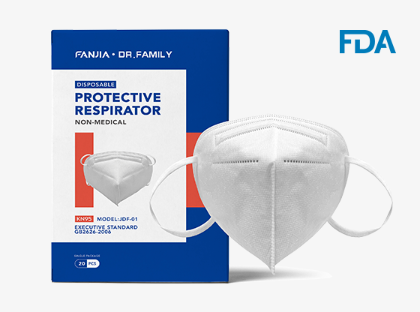 FANJIA • DR.FAMILY
FDA
DISPOSABLE
PROTECTIVE
RESPIRATOR
NON-MEDICAL
KN95 MODEL:JDF-01
EXECUTIVE STANDARD
GB2626-2006
20 PCS